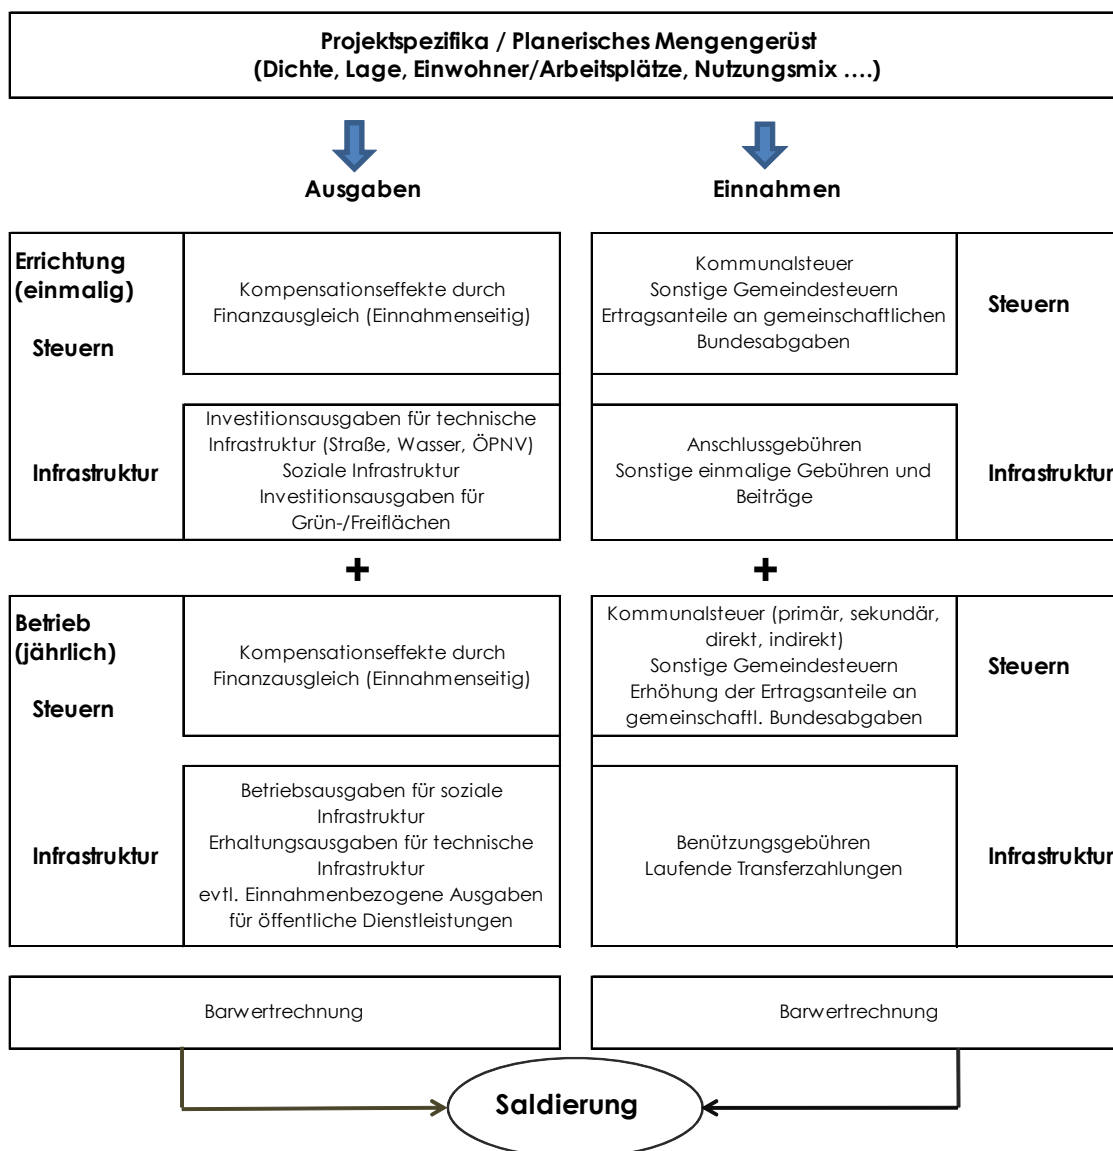 Projektspezifika / Planerisches Mengengerüst
(Dichte, Lage, Einwohner/Arbeitsplätze, Nutzungsmix ....)
Ausgaben
Einnahmen
Errichtung
(einmalig)
Steuern
Kompensationseffekte durch
Finanzausgleich (Einnahmenseitig)
Kommunalsteuer
Sonstige Gemeindesteuern
Ertragsanteile an gemeinschaftlichen
Bundesabgaben
Steuern
Infrastruktur
Investitionsausgaben für technische
Infrastruktur (Straße, Wasser, ÖPNV)
Soziale Infrastruktur
Investitionsausgaben für
Grün-/Freiflächen
Anschlussgebühren
Sonstige einmalige Gebühren und
Beiträge
Infrastruktur
+
+
Betrieb
(jährlich)
Steuern
Kompensationseffekte durch
Finanzausgleich (Einnahmenseitig)
Kommunalsteuer (primär, sekundär,
direkt, indirekt)
Sonstige Gemeindesteuern
Erhöhung der Ertragsanteile an
gemeinschaftl. Bundesabgaben
Steuern
Infrastruktur
Betriebsausgaben für soziale
Infrastruktur
Erhaltungsausgaben für technische
Infrastruktur
evtl. Einnahmenbezogene Ausgaben
für öffentliche Dienstleistungen
Benützungsgebühren
Laufende Transferzahlungen
Infrastruktur
Barwertrechnung
Barwertrechnung
Saldierung